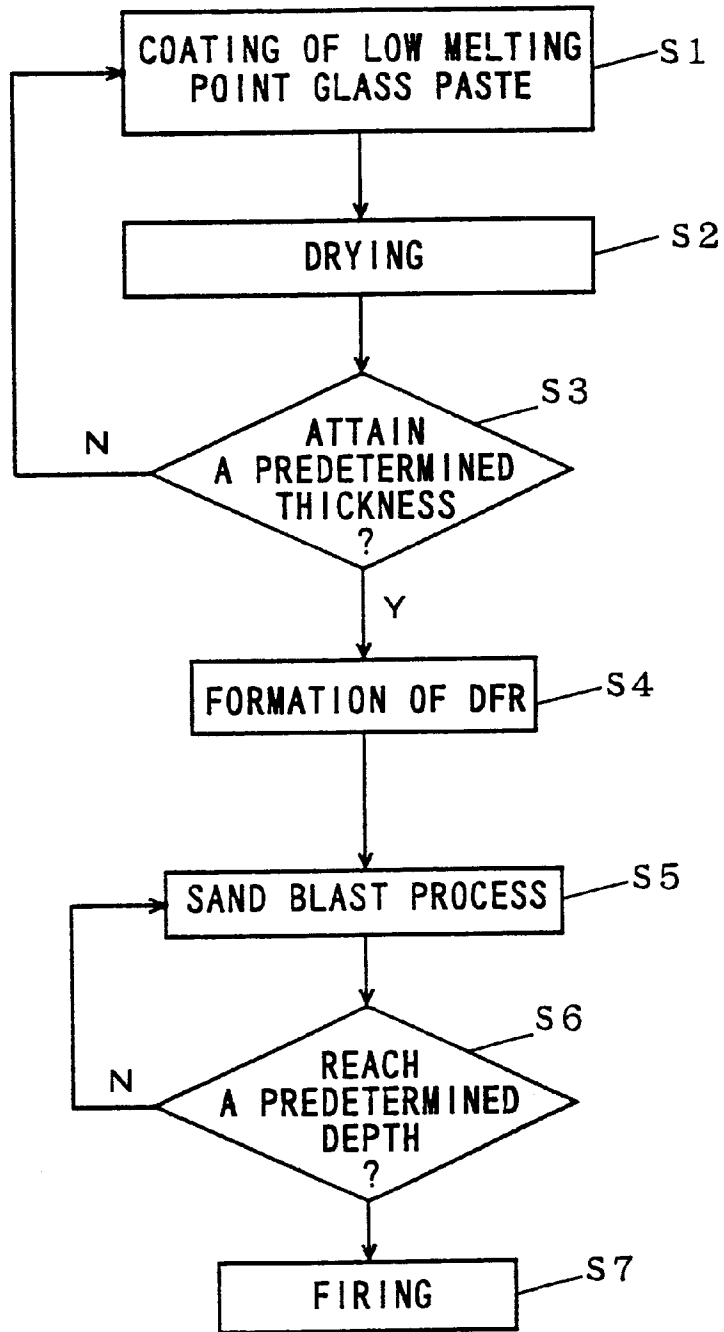 COATING OF LOW MELTING
POINT GLASS PASTE
S1
DRYING
S2
S3
ATTAIN
A PREDETERMINED
THICKNESS
?
N
Y
FORMATION OF DFR
S4
SAND BLAST PROCESS
S5
S6
REACH
A PREDETERMINED
DEPTH
?
N
FIRING
S7